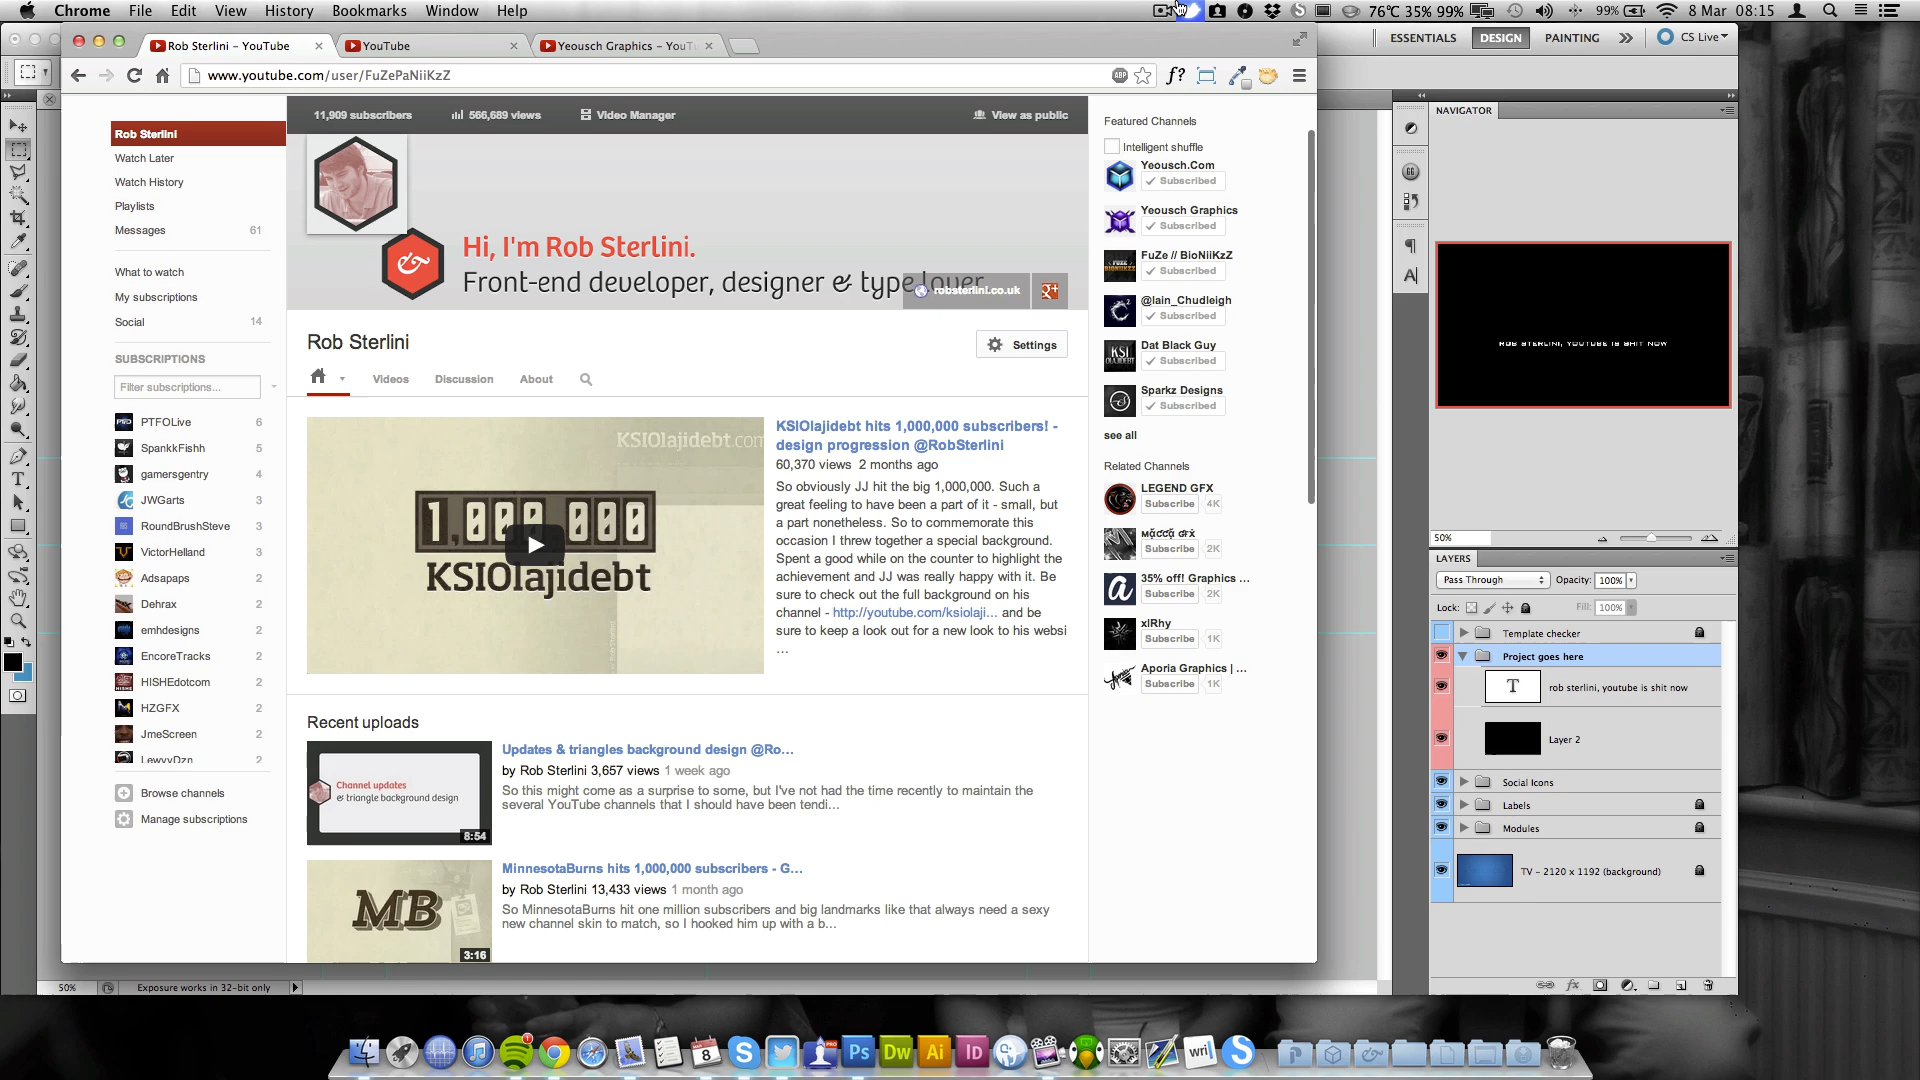 Chrome File Edit View History Bookmarks Window Help
76°C 35% 99% 99% 8 Mar 08:15
Rob Sterlini – YouTube
YouTube
Yeousch Graphics – YouT
ESSENTIALS DESIGN PAINTING CS Live
www.youtube.com/user/FuZePaNiiKzZ
ABP f?
11,909 subscribers 566,689 views Video Manager View as public
Rob Sterlini
Watch Later
Watch History
Playlists
Messages 61
What to watch
My subscriptions
Social 14
SUBSCRIPTIONS
Filter subscriptions...
PTFOLive 6
SpankkFishh 5
gamersgentry 4
JWGarts 3
RoundBrushSteve 3
VictorHelland 3
Adsapaps 2
Dehrax 2
emhdesigns 2
EncoreTracks 2
HISHEdotcom 2
HZGFX 2
JmeScreen 2
LewyyDzn 2
Browse channels
Manage subscriptions
Hi, I'm Rob Sterlini.
Front-end developer, designer & type lover
robsterlini.co.uk
Rob Sterlini
Settings
Videos Discussion About
KSIOlajidebt.com
1,000,000
KSIOlajidebt
KSIOlajidebt hits 1,000,000 subscribers! -
design progression @RobSterlini
60,370 views 2 months ago
So obviously JJ hit the big 1,000,000. Such a
great feeling to have been a part of it - small, but
a part nonetheless. So to commemorate this
occasion I threw together a special background.
Spent a good while on the counter to highlight the
achievement and JJ was really happy with it. Be
sure to check out the full background on his
channel - http://youtube.com/ksiolaji... and be
sure to keep a look out for a new look to his websi
...
Recent uploads
Channel updates
& triangle background design
8:54
Updates & triangles background design @Ro...
by Rob Sterlini 3,657 views 1 week ago
So this might come as a surprise to some, but I've not had the time recently to maintain the
several YouTube channels that I should have been tendi...
MB
3:16
MinnesotaBurns hits 1,000,000 subscribers - G...
by Rob Sterlini 13,433 views 1 month ago
So MinnesotaBurns hit one million subscribers and big landmarks like that always need a sexy
new channel skin to match, so I hooked him up with a b...
Featured Channels
Intelligent shuffle
Yeousch.Com
Subscribed
Yeousch Graphics
Subscribed
FuZe // BioNiiKzZ
Subscribed
@Iain_Chudleigh
Subscribed
Dat Black Guy
Subscribed
Sparkz Designs
Subscribed
see all
Related Channels
LEGEND GFX
Subscribe 4K
Subscribe 2K
35% off! Graphics ...
Subscribe 2K
xlRhy
Subscribe 1K
Aporia Graphics | ...
Subscribe 1K
NAVIGATOR
ROB STERLINI, YOUTUBE IS SHIT NOW
50%
LAYERS
Pass Through Opacity: 100%
Lock: Fill: 100%
Template checker
Project goes here
T rob sterlini, youtube is shit now
Layer 2
Social Icons
Labels
Modules
TV – 2120 x 1192 (background)
fx
50% Exposure works in 32-bit only
8 Ps Dw Ai Id wri